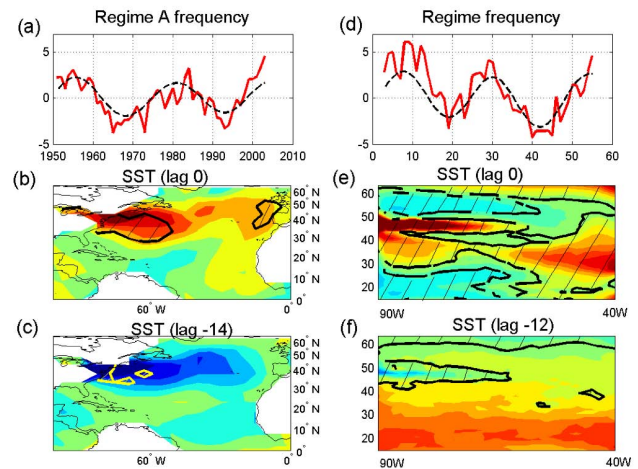 Regime A frequency
(a)
5
0
-5
1950 1960 1970 1980 1990 2000 2010
SST (lag 0)
(b)
60° N
50° N
40° N
30° N
20° N
10° N
0°
60° W
0°
SST (lag -14)
(c)
60° N
50° N
40° N
30° N
20° N
10° N
0°
60° W
0°
Regime frequency
(d)
5
0
-5
0 10 20 30 40 50 60
SST (lag 0)
(e)
60
50
40
30
20
90W
40W
SST (lag -12)
(f)
60
50
40
30
20
90W
40W